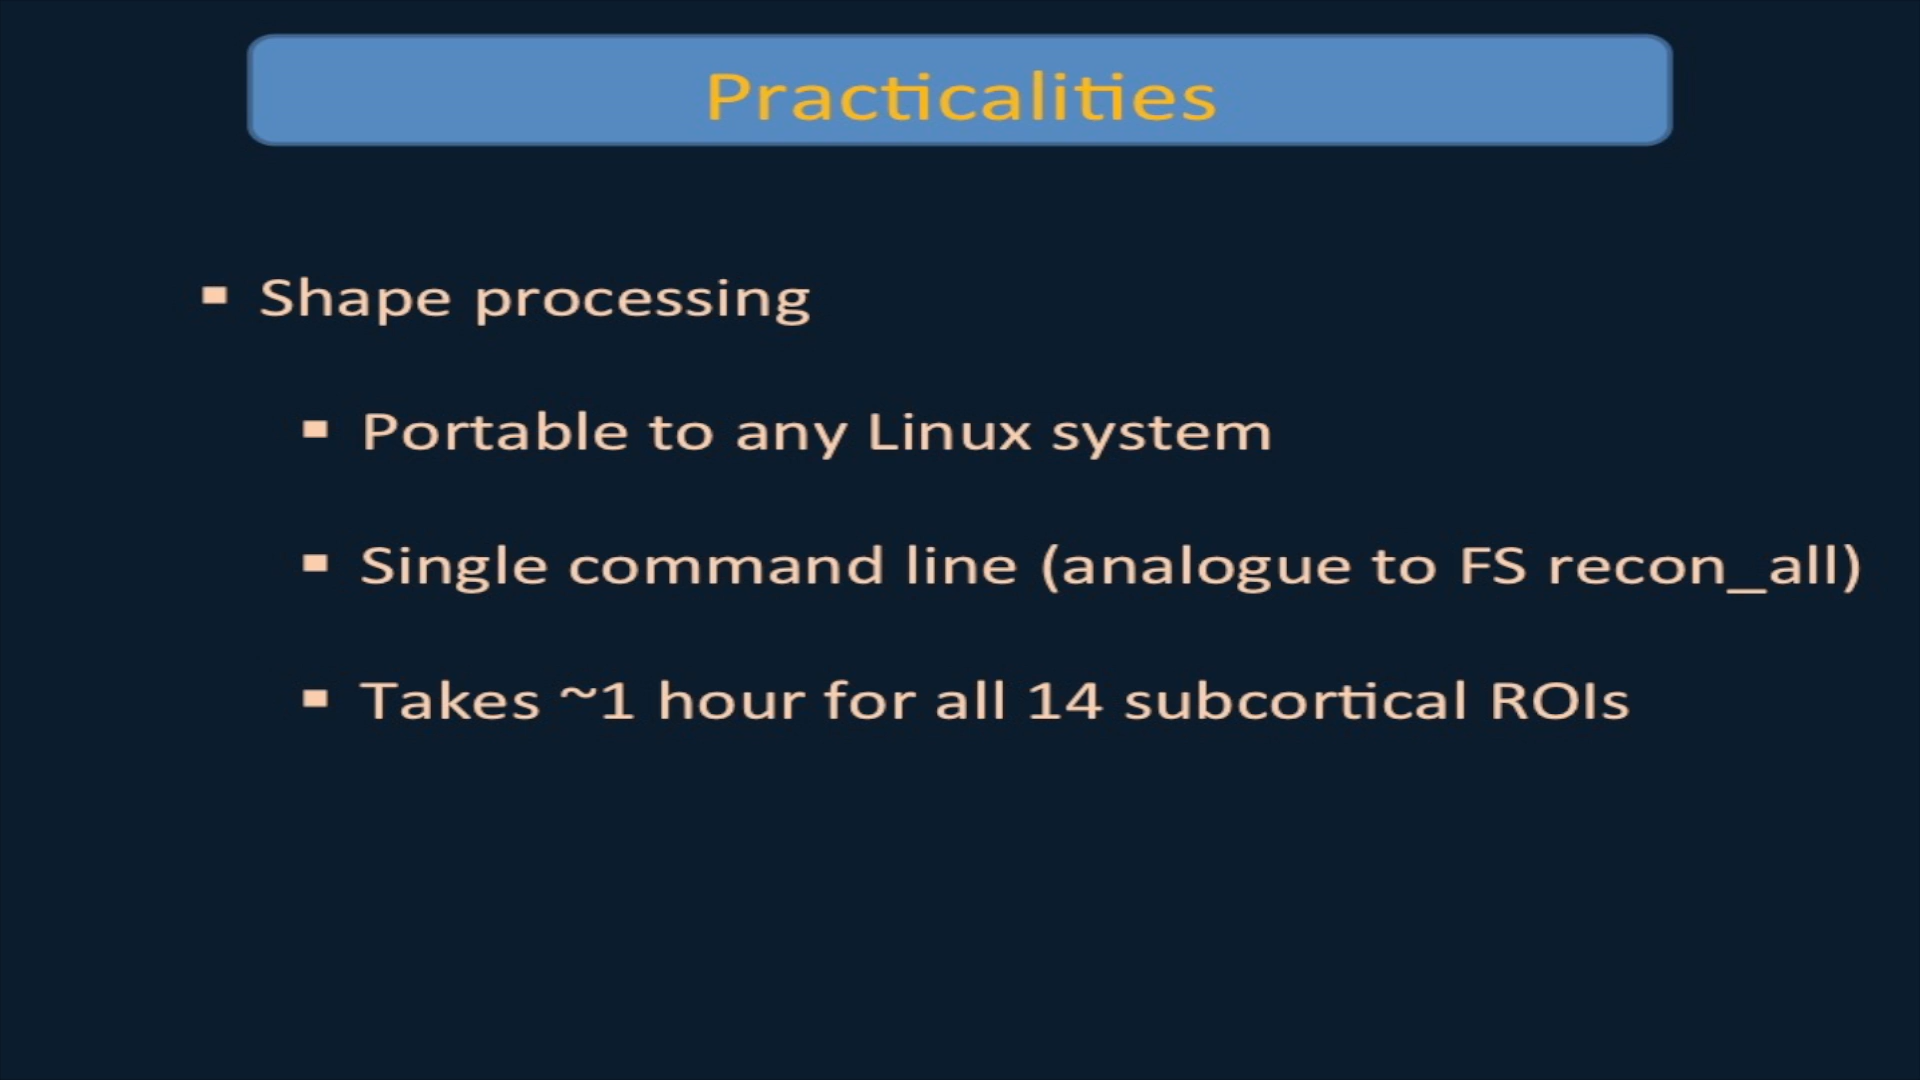 Practicalities
Shape processing
Portable to any Linux system
Single command line (analogue to FS recon_all)
Takes ~1 hour for all 14 subcortical ROIs